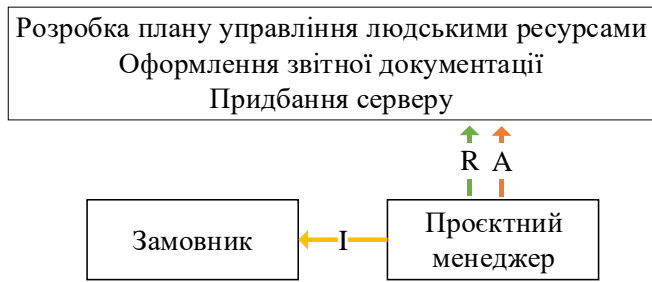 Розробка плану управління людськими ресурсами
Оформлення звітної документації
Придбання серверу
R A
Замовник
I
Проєктний
менеджер